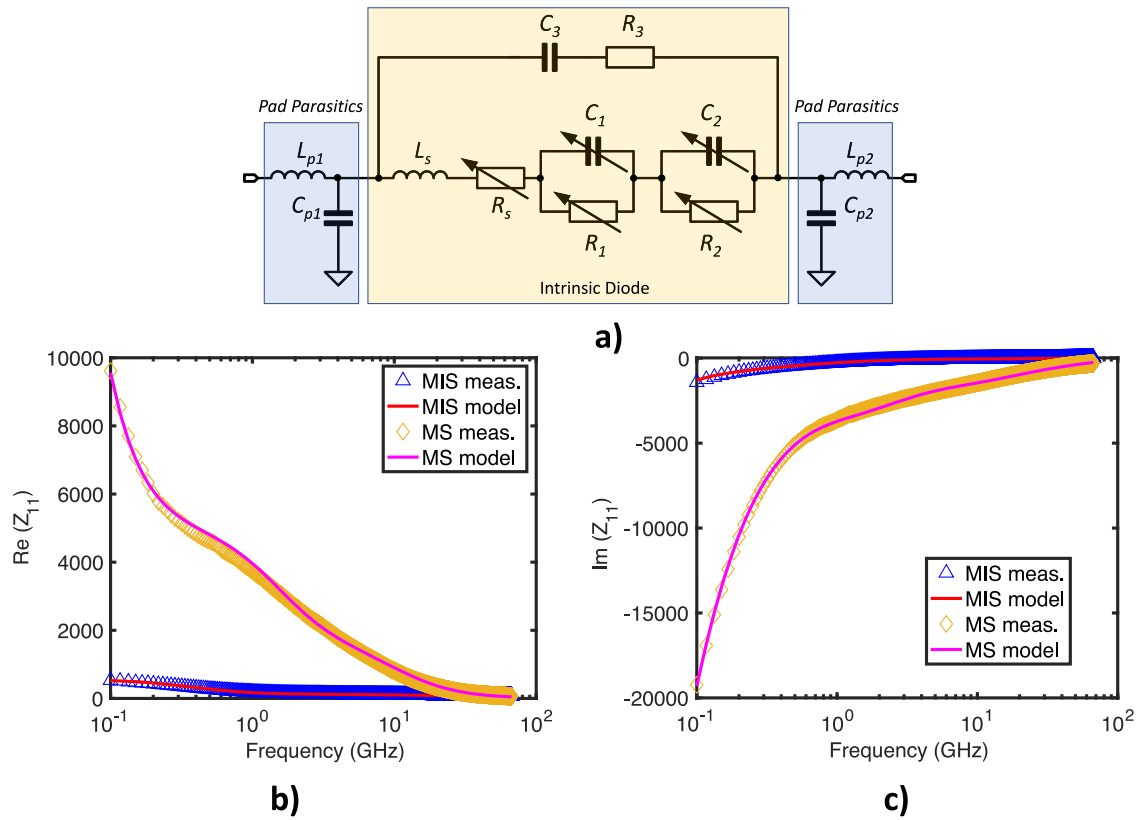 C3
R3
Pad Parasitics
Pad Parasitics
Lp1
Ls
C1
C2
Lp2
Cp1
Rs
R1
R2
Cp2
Intrinsic Diode
a)
10000
8000
6000
4000
2000
0
Re (Z11)
MIS meas.
MIS model
MS meas.
MS model
10-1
100
101
102
Frequency (GHz)
b)
0
-5000
-10000
-15000
-20000
Im (Z11)
MIS meas.
MIS model
MS meas.
MS model
10-1
100
101
102
Frequency (GHz)
c)